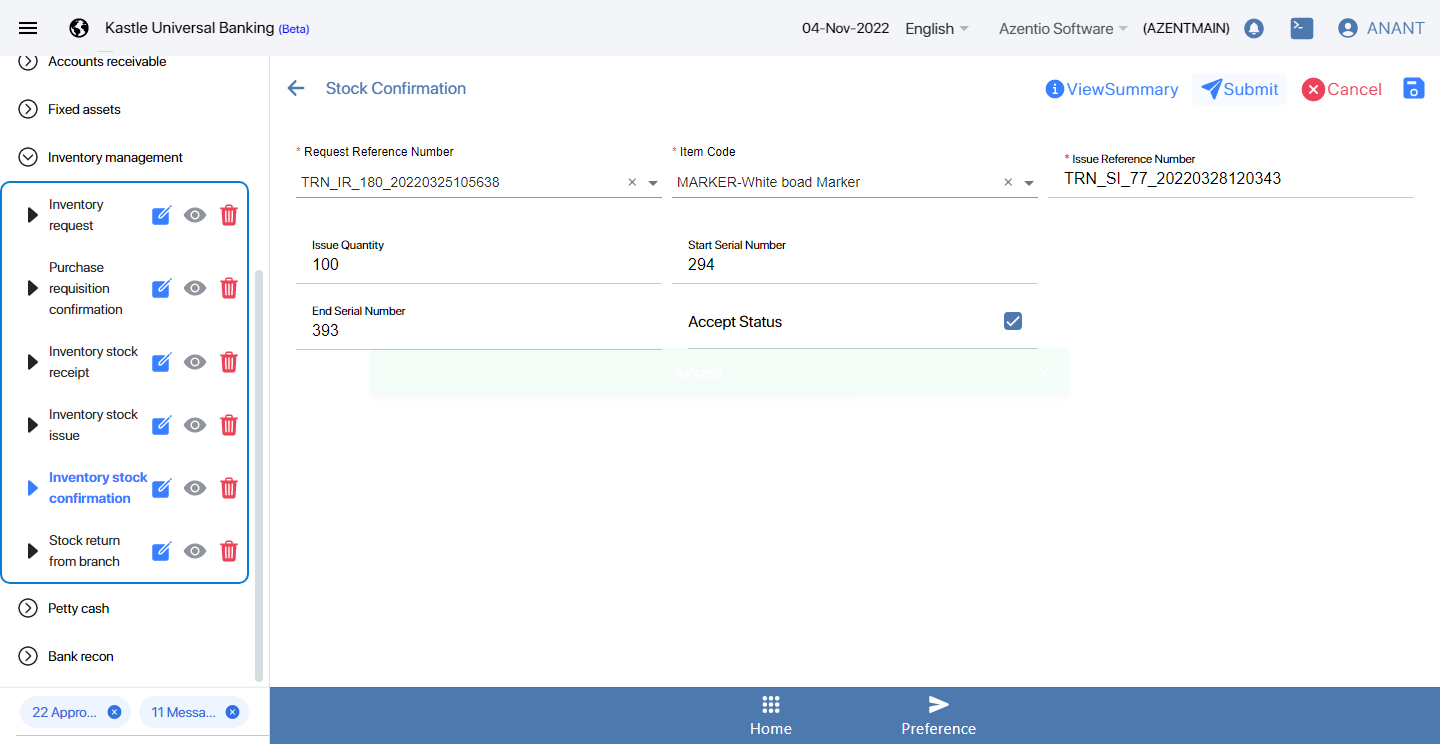 Kastle Universal Banking (Beta)
04-Nov-2022
English
Azentio Software
(AZENTMAIN)
ANANT
Accounts receivable
Fixed assets
Inventory management
Inventory
request
Purchase
requisition
confirmation
Inventory stock
receipt
Inventory stock
issue
Inventory stock
confirmation
Stock return
from branch
Petty cash
Bank recon
22 Appro...
11 Messa...
Stock Confirmation
ViewSummary
Submit
Cancel
* Request Reference Number
TRN_IR_180_20220325105638
* Item Code
MARKER-White boad Marker
* Issue Reference Number
TRN_SI_77_20220328120343
Issue Quantity
100
Start Serial Number
294
End Serial Number
393
Accept Status
Home
Preference